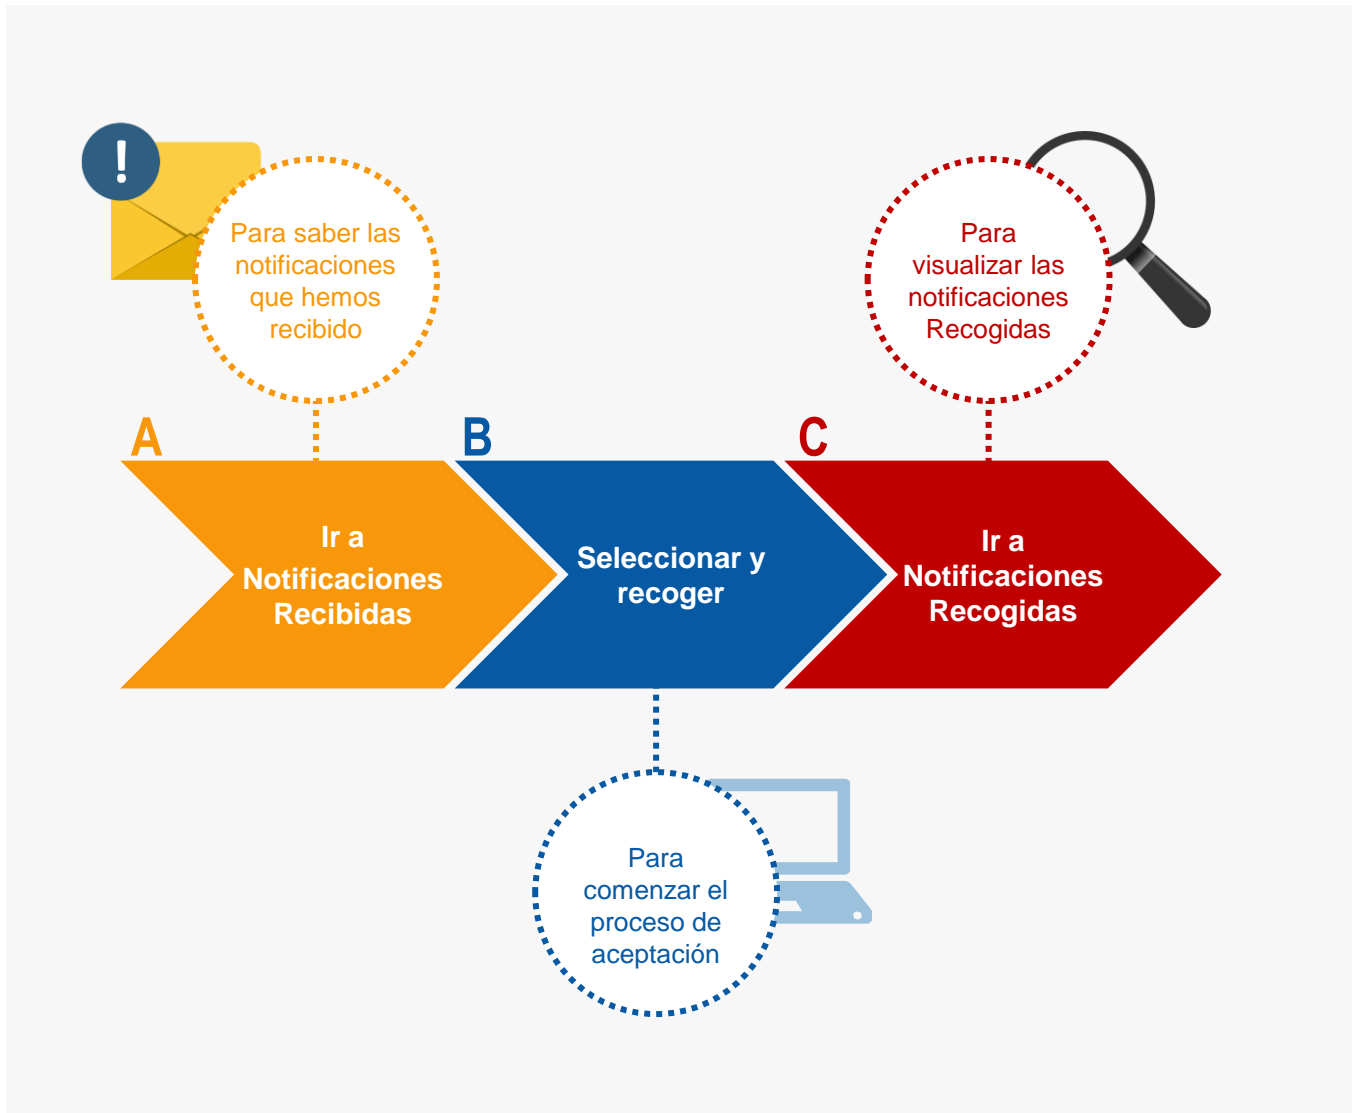 !
Para saber las
notificaciones
que hemos
recibido
Para
visualizar las
notificaciones
Recogidas
A
B
C
Ir a
Notificaciones
Recibidas
Seleccionar y
recoger
Ir a
Notificaciones
Recogidas
Para
comenzar el
proceso de
aceptación